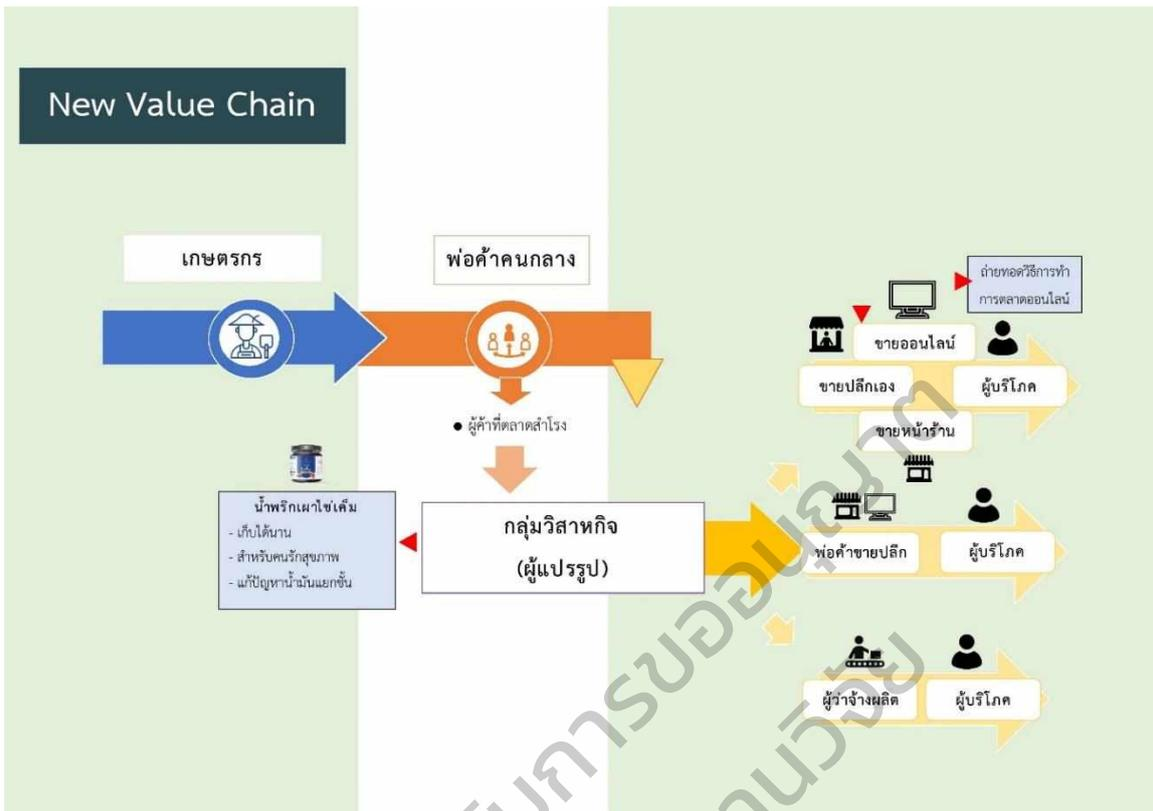 New Value Chain
เกษตรกร
พ่อค้าคนกลาง
● ผู้ค้าที่ตลาดสำโรง
น้ำพริกเผาไข่เค็ม
- เก็บได้นาน
- สำหรับคนรักสุขภาพ
- แก้ปัญหาน้ำมันแยกชั้น
กลุ่มวิสาหกิจ
(ผู้แปรรูป)
ถ่ายทอดวิธีการทำ
การตลาดออนไลน์
ขายออนไลน์
ขายปลีกเอง
ผู้บริโภค
ขายหน้าร้าน
พ่อค้าขายปลีก
ผู้บริโภค
ผู้ว่าจ้างผลิต
ผู้บริโภค